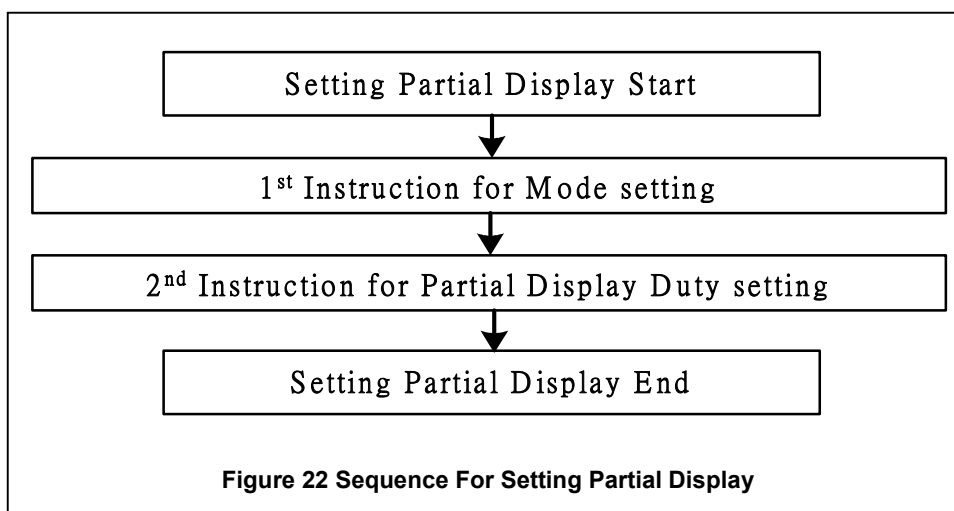 Setting Partial Display Start
1st Instruction for Mode setting
2nd Instruction for Partial Display Duty setting
Setting Partial Display End
Figure 22 Sequence For Setting Partial Display